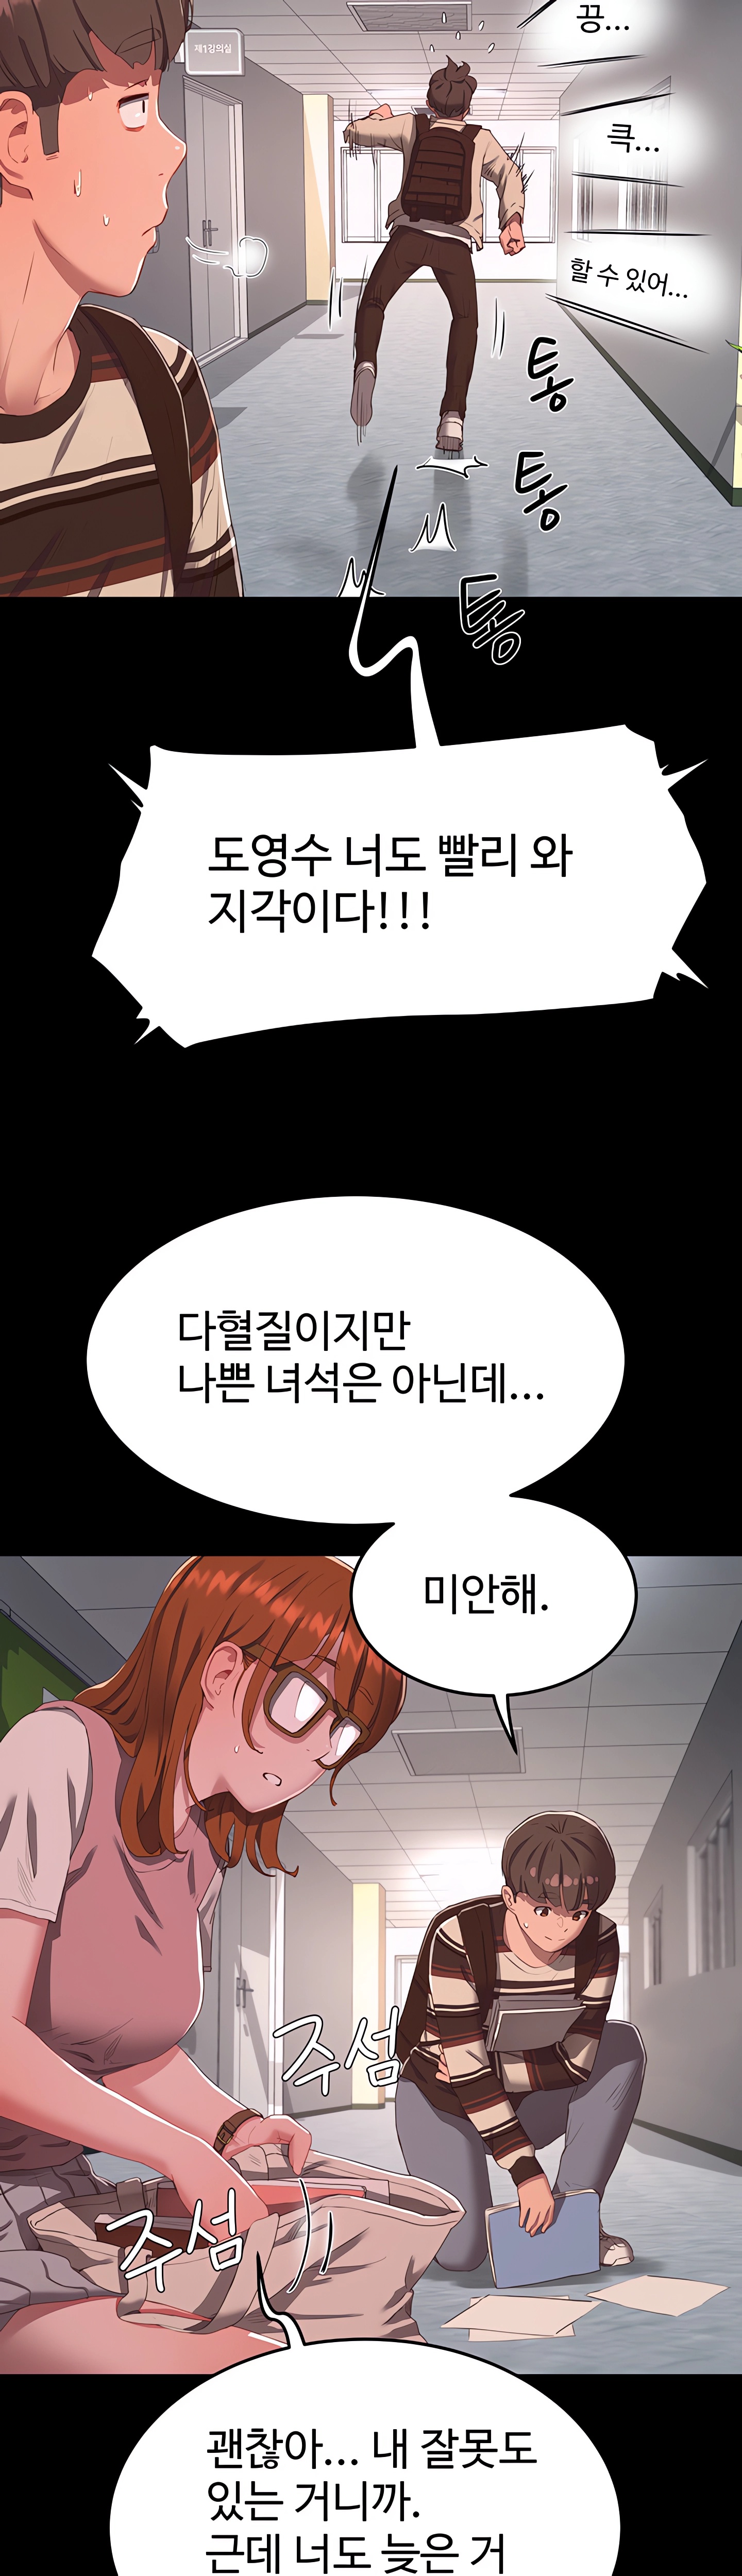 끙...
제1강의실
큭...
할 수 있어...
통
통
통
도영수 너도 빨리 와
지각이다!!!
다혈질이지만
나쁜 녀석은 아닌데...
미안해.
주섬
주섬
괜찮아... 내 잘못도
있는 거니까.
근데 너도 늦은 거